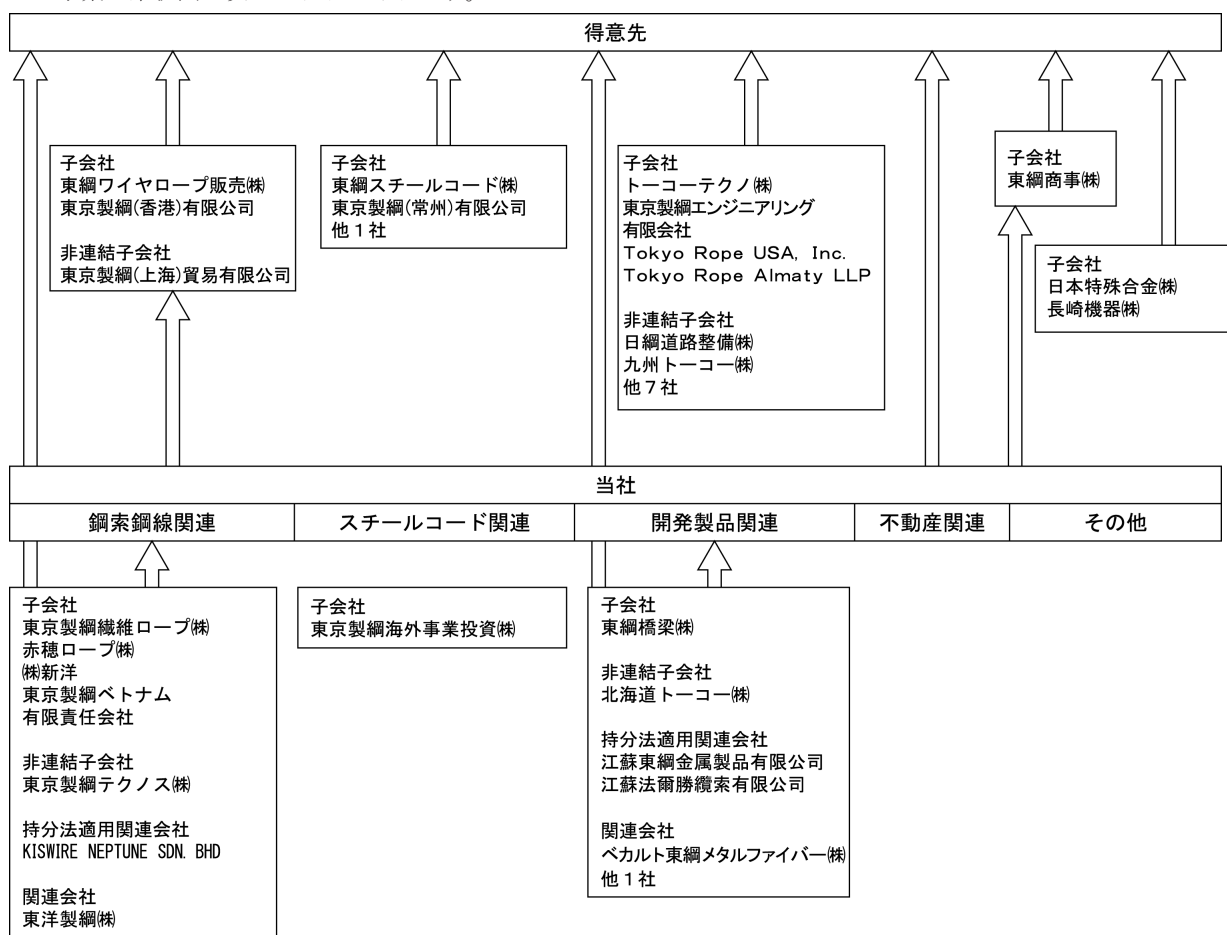 得意先
子会社
東綱ワイヤロープ販売㈱
東京製綱(香港)有限公司
非連結子会社
東京製綱(上海)貿易有限公司
子会社
東綱スチールコード㈱
東京製綱(常州)有限公司
他１社
子会社
トーコーテクノ㈱
東京製綱エンジニアリング
有限会社
Tokyo Rope USA, Inc.
Tokyo Rope Almaty LLP
非連結子会社
日綱道路整備㈱
九州トーコー㈱
他７社
子会社
東綱商事㈱
子会社
日本特殊合金㈱
長崎機器㈱
当社
鋼索鋼線関連
スチールコード関連
開発製品関連
不動産関連
その他
子会社
東京製綱繊維ロープ㈱
赤穂ロープ㈱
㈱新洋
東京製綱ベトナム
有限責任会社
非連結子会社
東京製綱テクノス㈱
持分法適用関連会社
KISWIRE NEPTUNE SDN. BHD
関連会社
東洋製綱㈱
子会社
東京製綱海外事業投資㈱
子会社
東綱橋梁㈱
非連結子会社
北海道トーコー㈱
持分法適用関連会社
江蘇東綱金属製品有限公司
江蘇法爾勝纜索有限公司
関連会社
ベカルト東綱メタルファイバー㈱
他１社